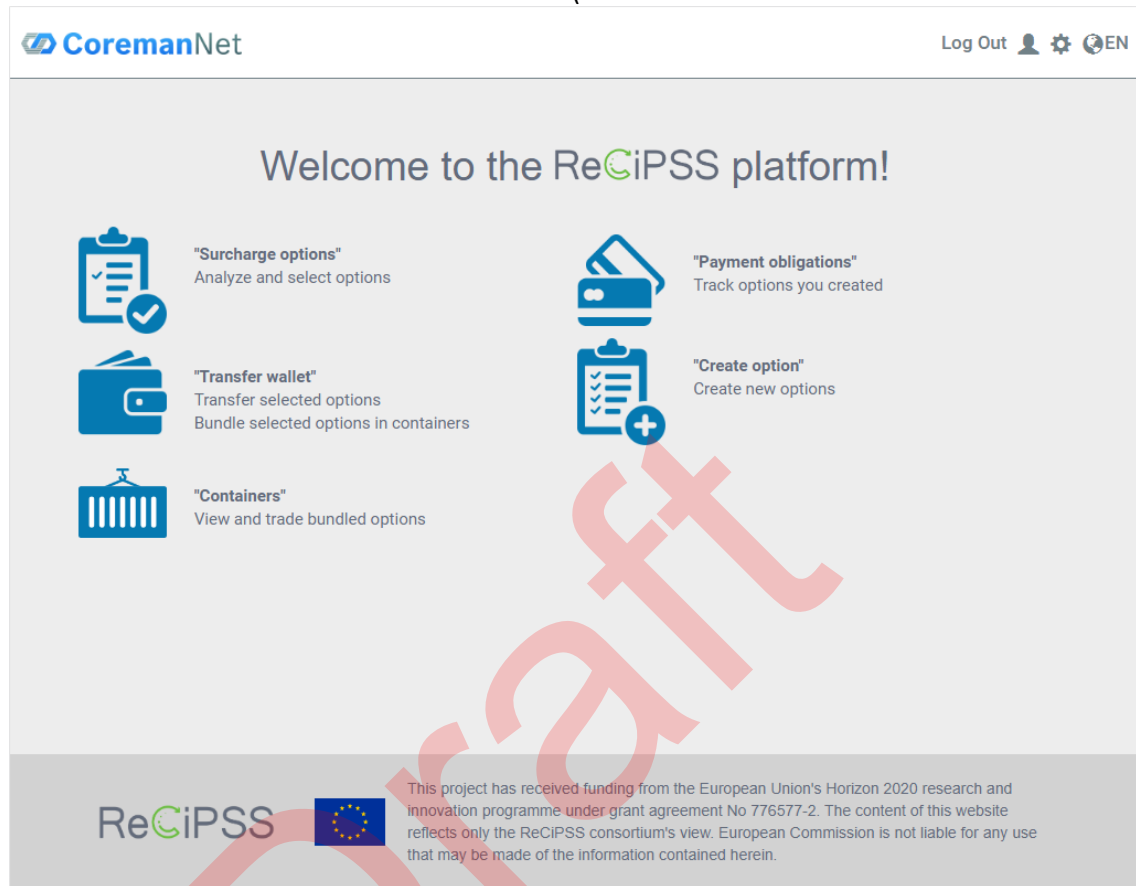 CoremanNet
Log Out EN
Welcome to the ReCiPSS platform!
"Surcharge options"
Analyze and select options
"Payment obligations"
Track options you created
"Transfer wallet"
Transfer selected options
Bundle selected options in containers
"Create option"
Create new options
"Containers"
View and trade bundled options
Draft
ReCiPSS
This project has received funding from the European Union's Horizon 2020 research and
innovation programme under grant agreement No 776577-2. The content of this website
reflects only the ReCiPSS consortium's view. European Commission is not liable for any use
that may be made of the information contained herein.